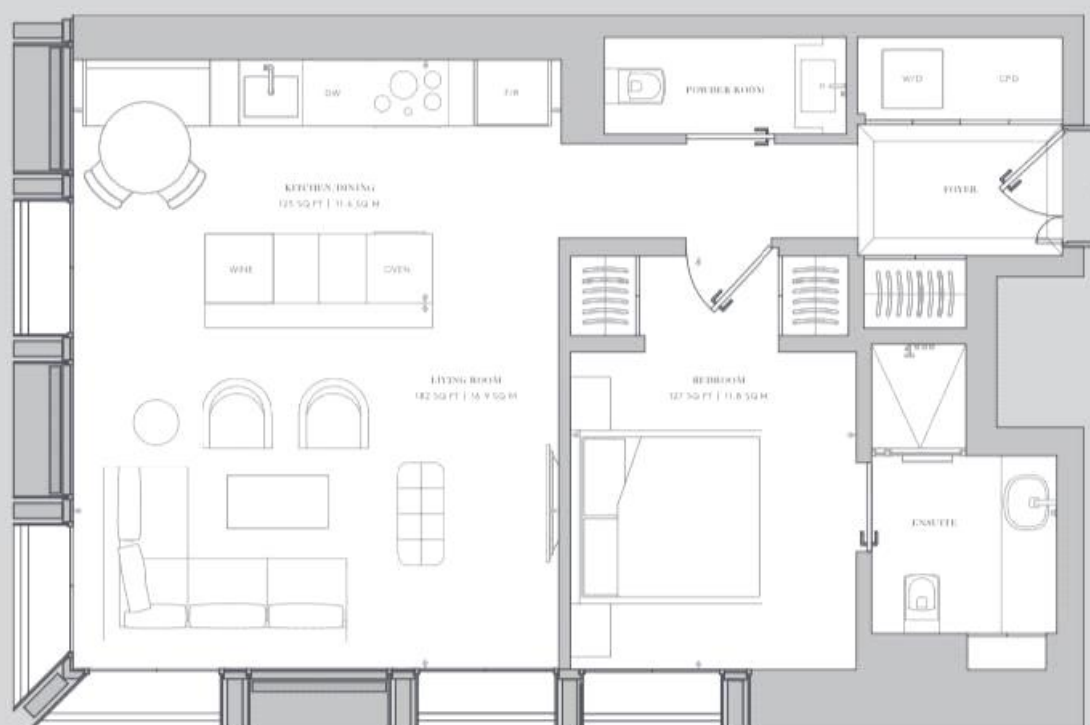 POWDER ROOM
W/D
CPD
DW
F/R
KITCHEN/DINING
125 SQ FT | 11.6 SQ M
FOYER
WINE
OVEN
LIVING ROOM
182 SQ FT | 16.9 SQ M
BEDROOM
127 SQ FT | 11.8 SQ M
ENSUITE